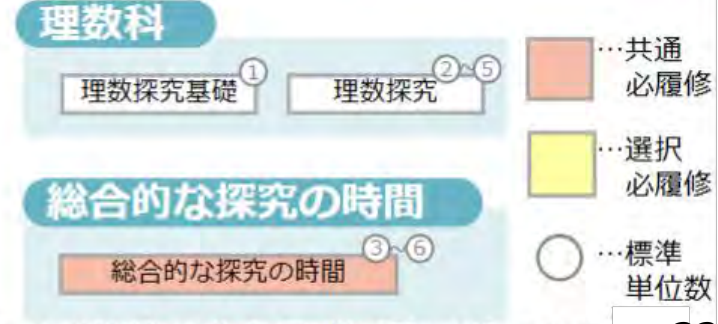 理数科
理数探究基礎 ①
理数探究 ②~⑤
総合的な探究の時間
総合的な探究の時間 ③~⑥
…共通
必履修
…選択
必履修
…標準
単位数